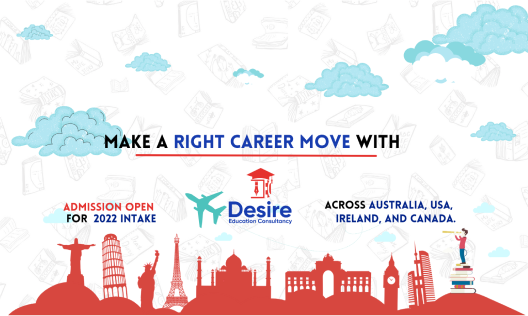 MAKE A RIGHT CAREER MOVE WITH
ADMISSION OPEN
FOR 2022 INTAKE
Desire
Education Consultancy
ACROSS AUSTRALIA, USA,
IRELAND, AND CANADA.